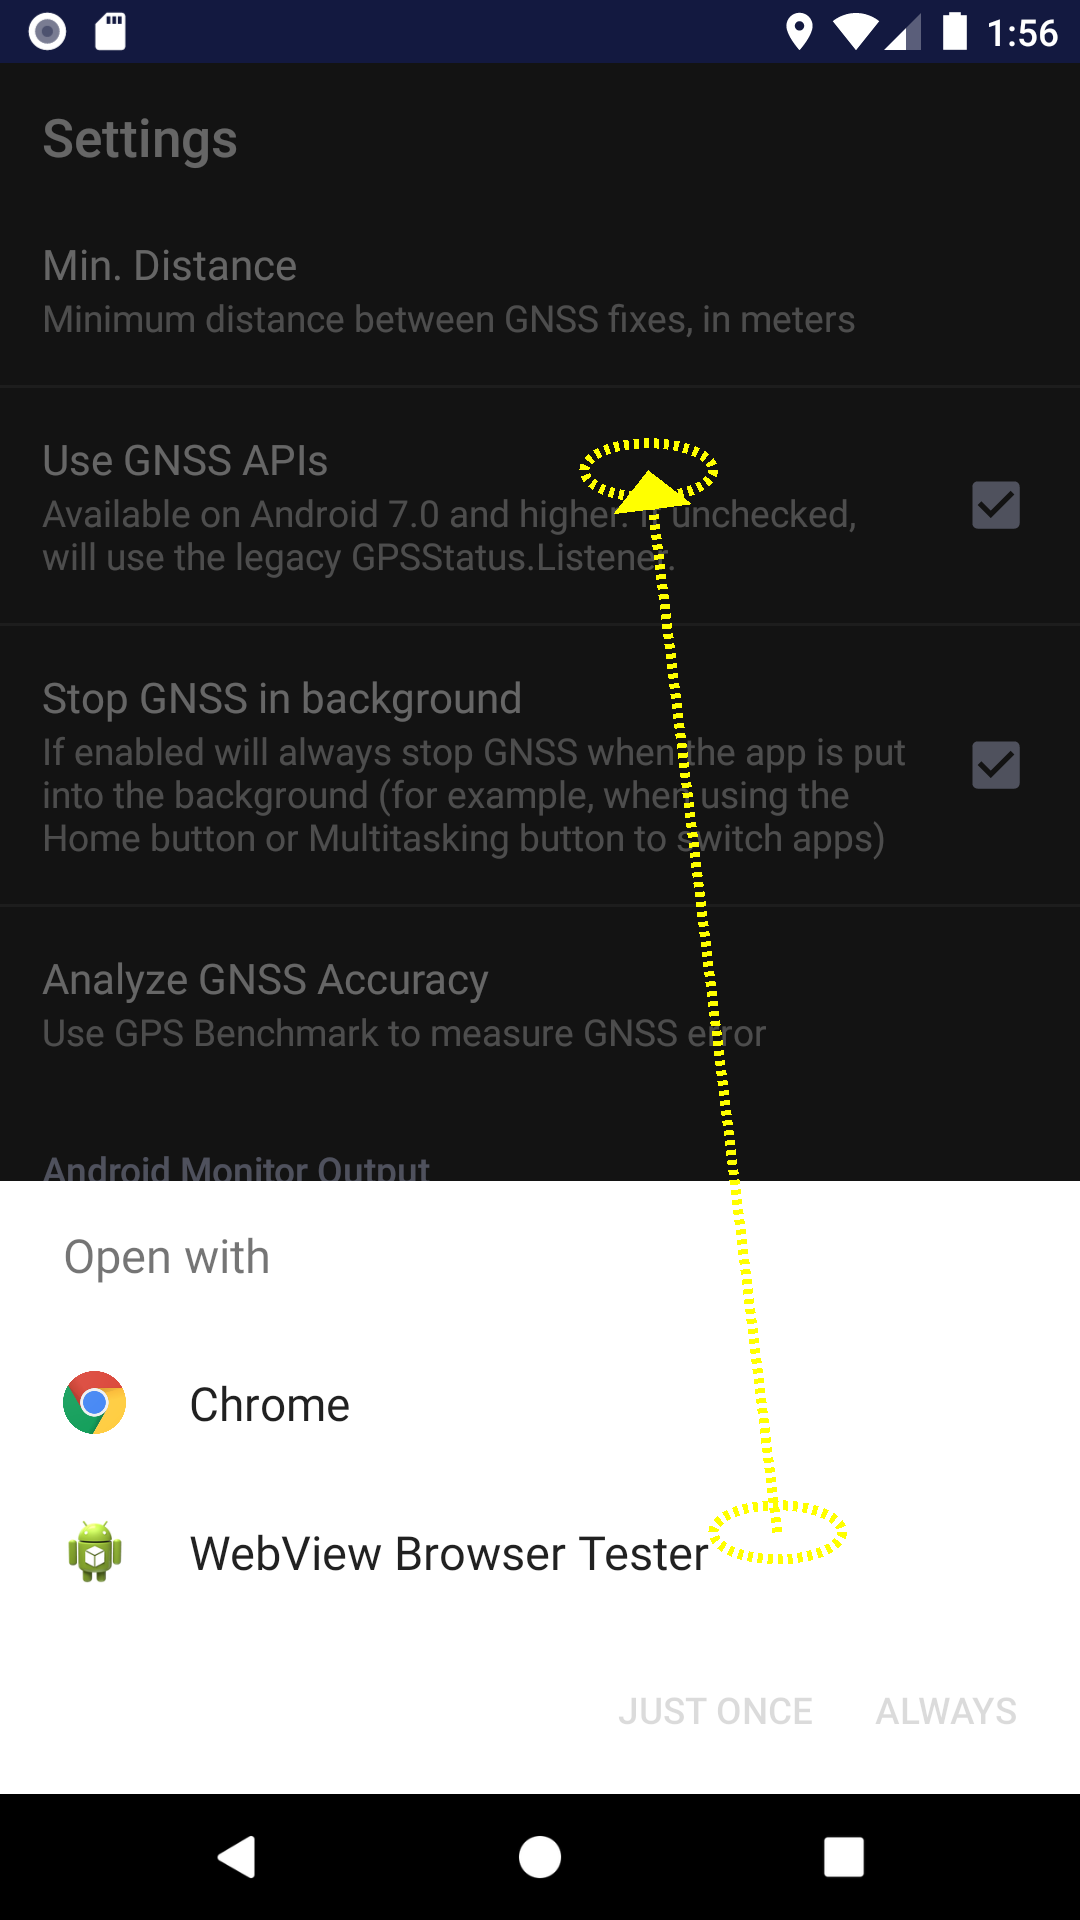 1:56
Settings
Min. Distance
Minimum distance between GNSS fixes, in meters
Use GNSS APIs
Available on Android 7.0 and higher. If unchecked,
will use the legacy GPSStatus.Listener.
Stop GNSS in background
If enabled will always stop GNSS when the app is put
into the background (for example, when using the
Home button or Multitasking button to switch apps)
Analyze GNSS Accuracy
Use GPS Benchmark to measure GNSS error
Android Monitor Output
Open with
Chrome
WebView Browser Tester
JUST ONCE ALWAYS